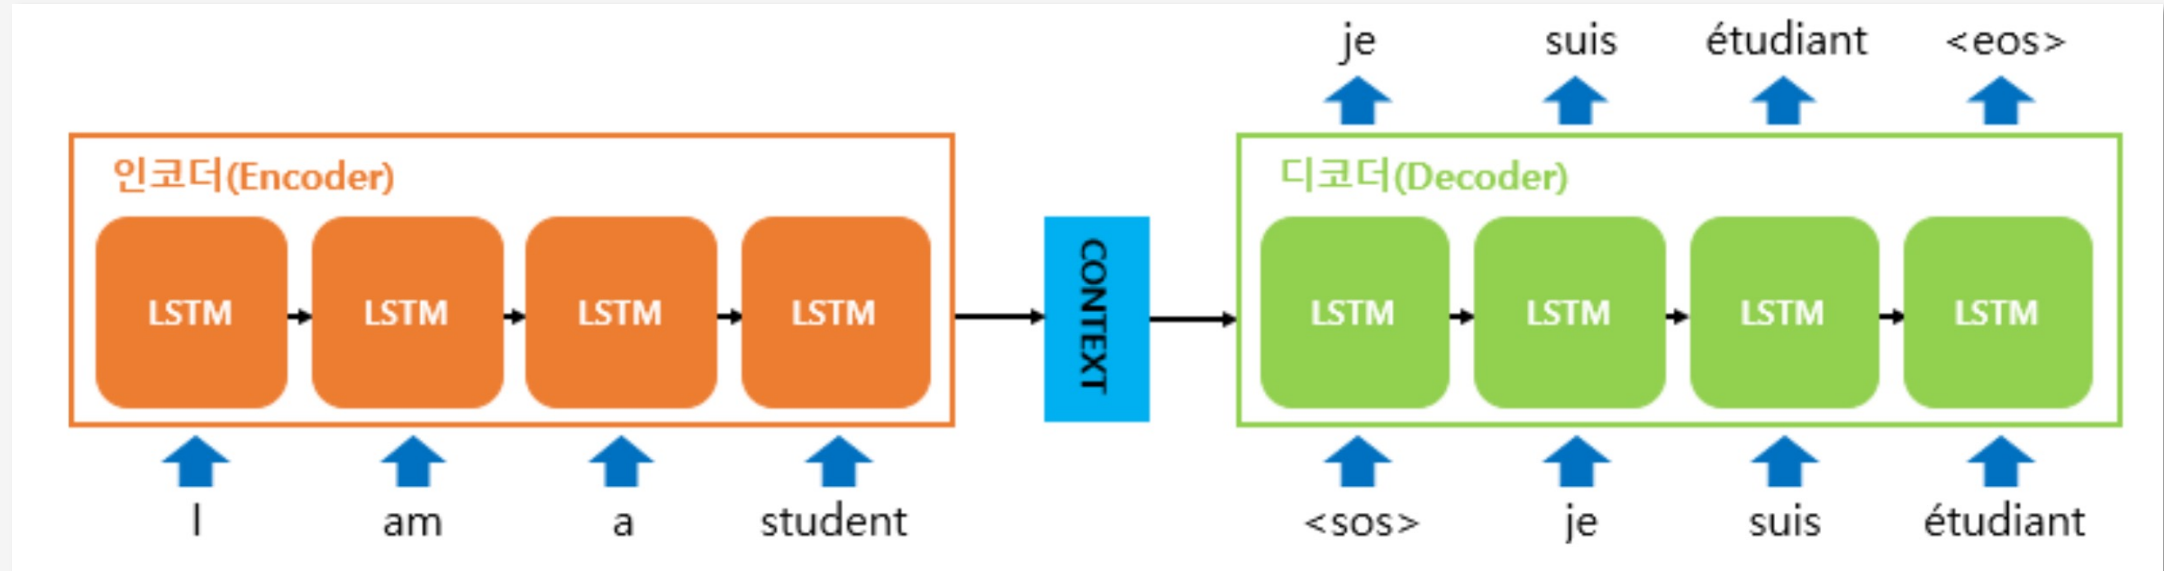 je suis étudiant <eos>
인코더(Encoder)
디코더(Decoder)
LSTM LSTM LSTM LSTM
CONTEXT
LSTM LSTM LSTM LSTM
I am a student
<sos> je suis étudiant